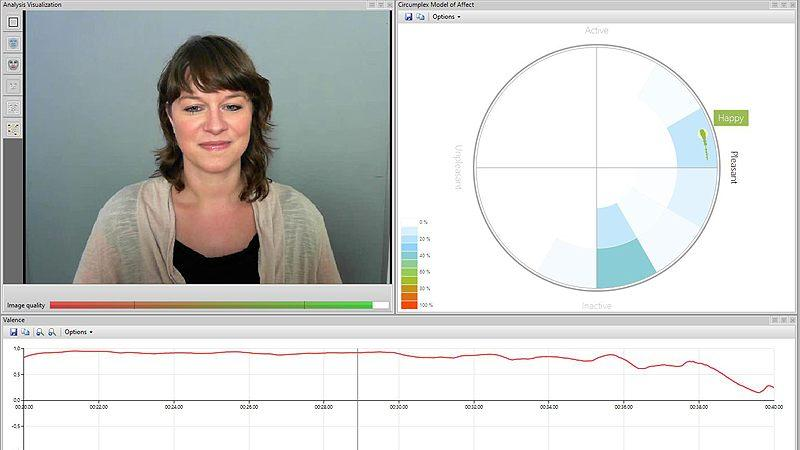 Analysis Visualization
Image quality
Circumplex Model of Affect
Options
Active
Happy
Unpleasant
Pleasant
Inactive
0 %
20 %
40 %
60 %
80 %
100 %
Valence
Options
1.0
0.5
0.0
-0.5
00:20:00
00:22:00
00:24:00
00:26:00
00:28:00
00:30:00
00:32:00
00:34:00
00:36:00
00:38:00
00:40:00